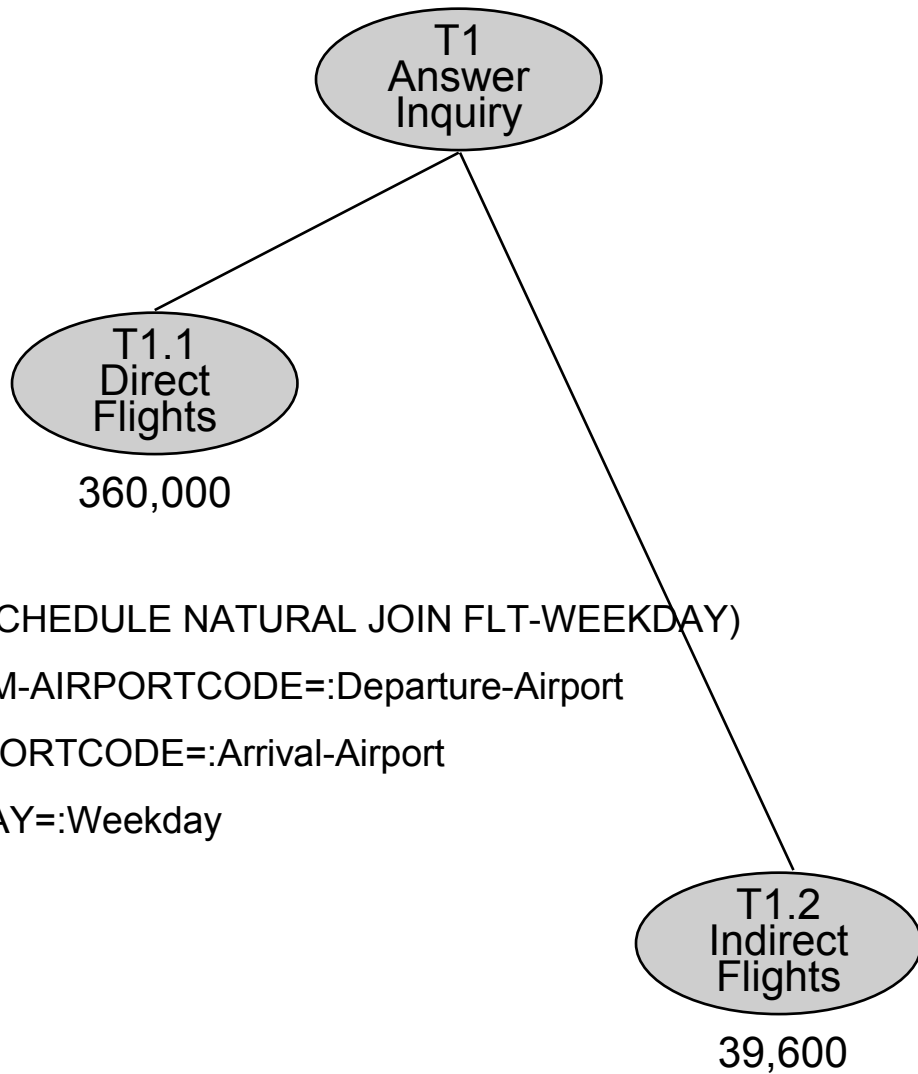 T1
Answer
Inquiry
T1.1
Direct
Flights
360,000
CHEDULE NATURAL JOIN FLT-WEEKDAY)
M-AIRPORTCODE=:Departure-Airport
ORTCODE=:Arrival-Airport
AY=:Weekday
T1.2
Indirect
Flights
39,600